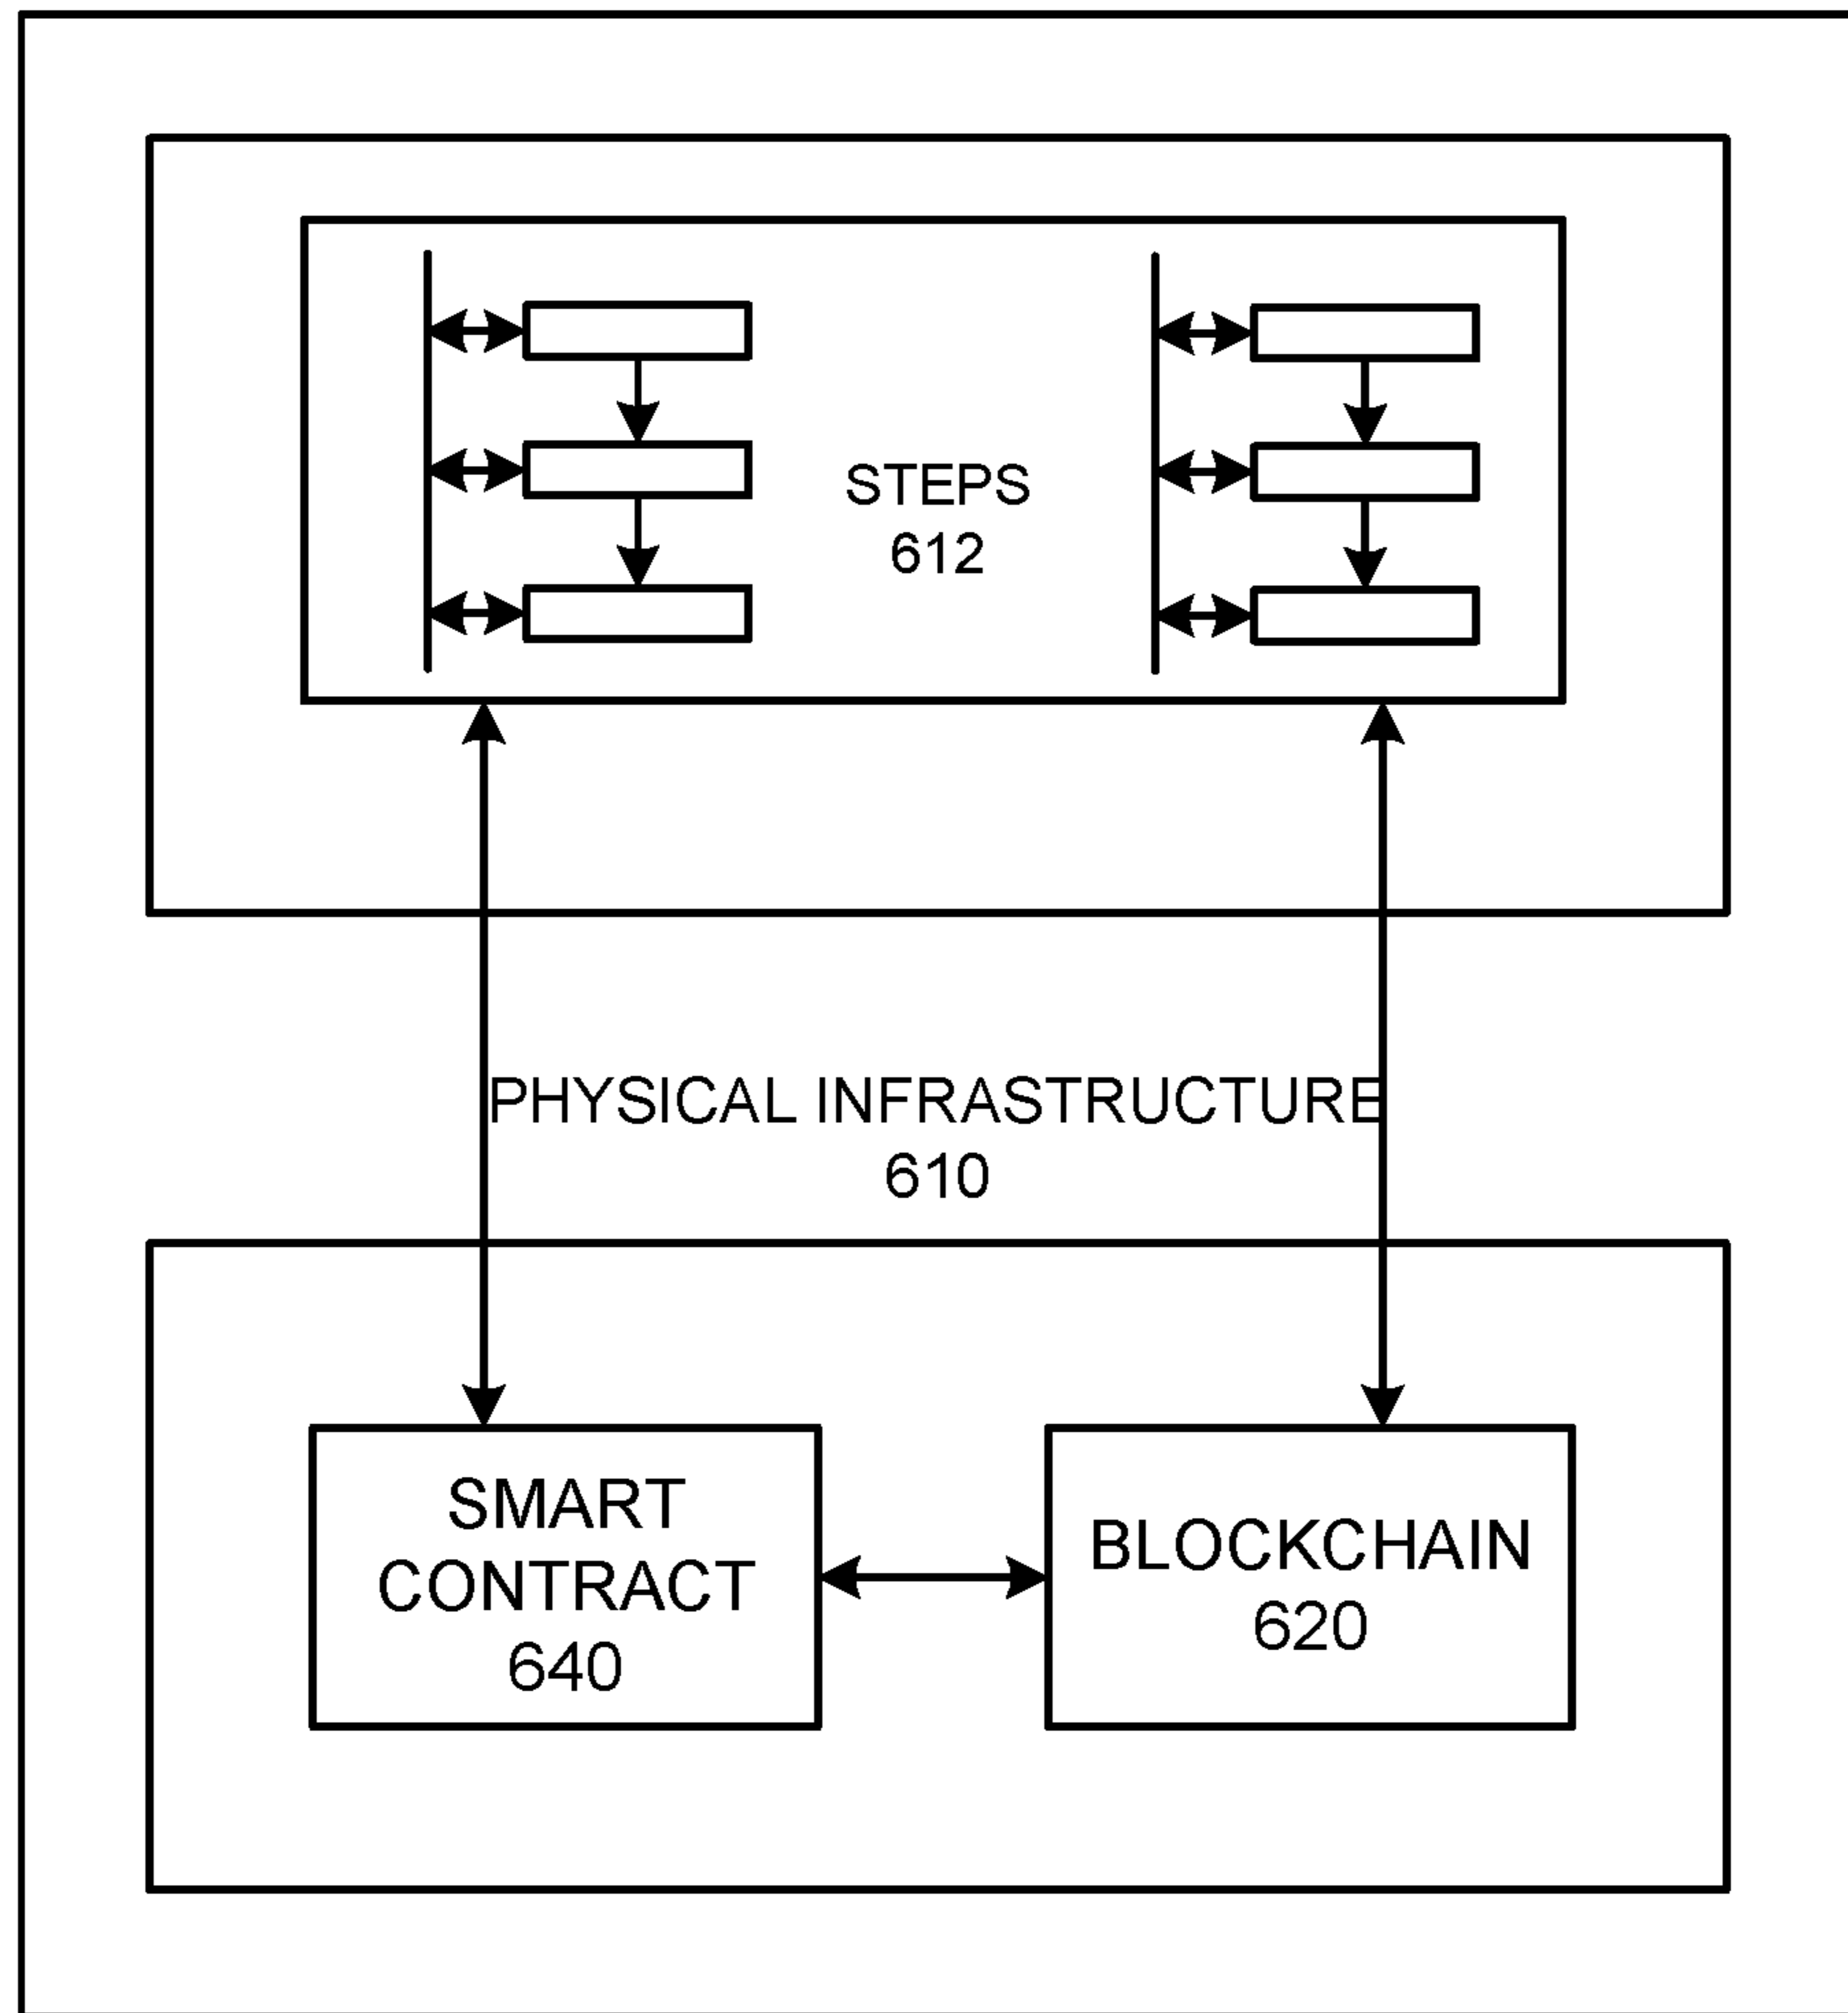 STEPS
612
PHYSICAL INFRASTRUCTURE
610
SMART
CONTRACT
640
BLOCKCHAIN
620